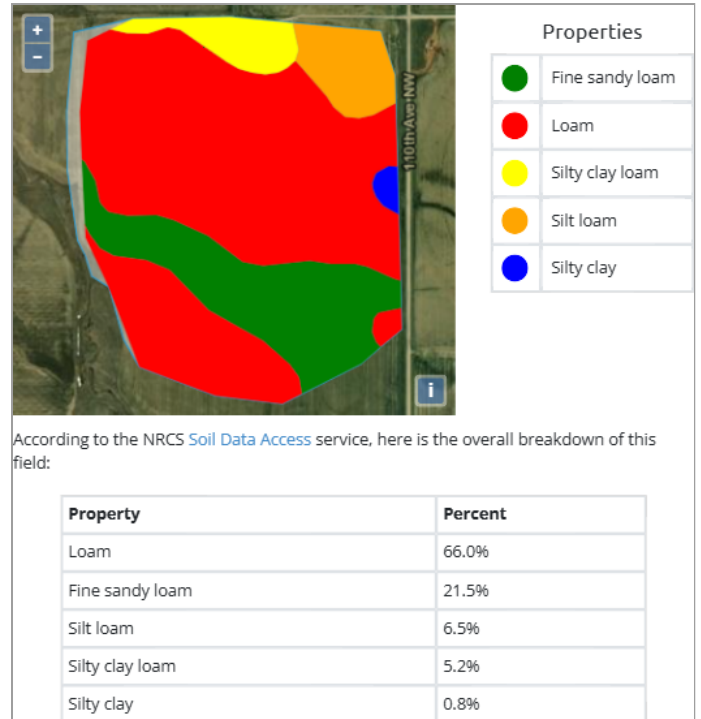 +
-
110th Ave NW
i
Properties
Fine sandy loam
Loam
Silty clay loam
Silt loam
Silty clay
According to the NRCS Soil Data Access service, here is the overall breakdown of this
field:
Property Percent
Loam 66.0%
Fine sandy loam 21.5%
Silt loam 6.5%
Silty clay loam 5.2%
Silty clay 0.8%